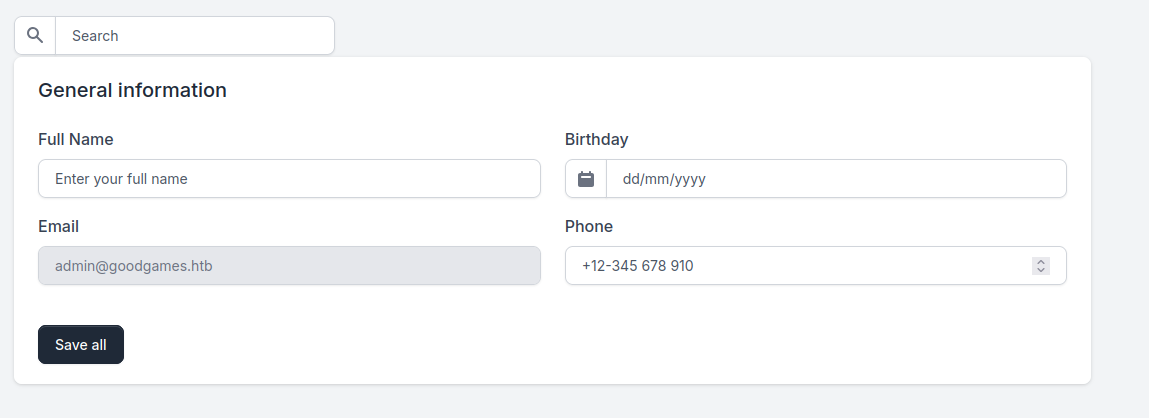 Search
General information
Full Name
Birthday
Enter your full name
dd/mm/yyyy
Email
Phone
admin@goodgames.htb
+12-345 678 910
Save all